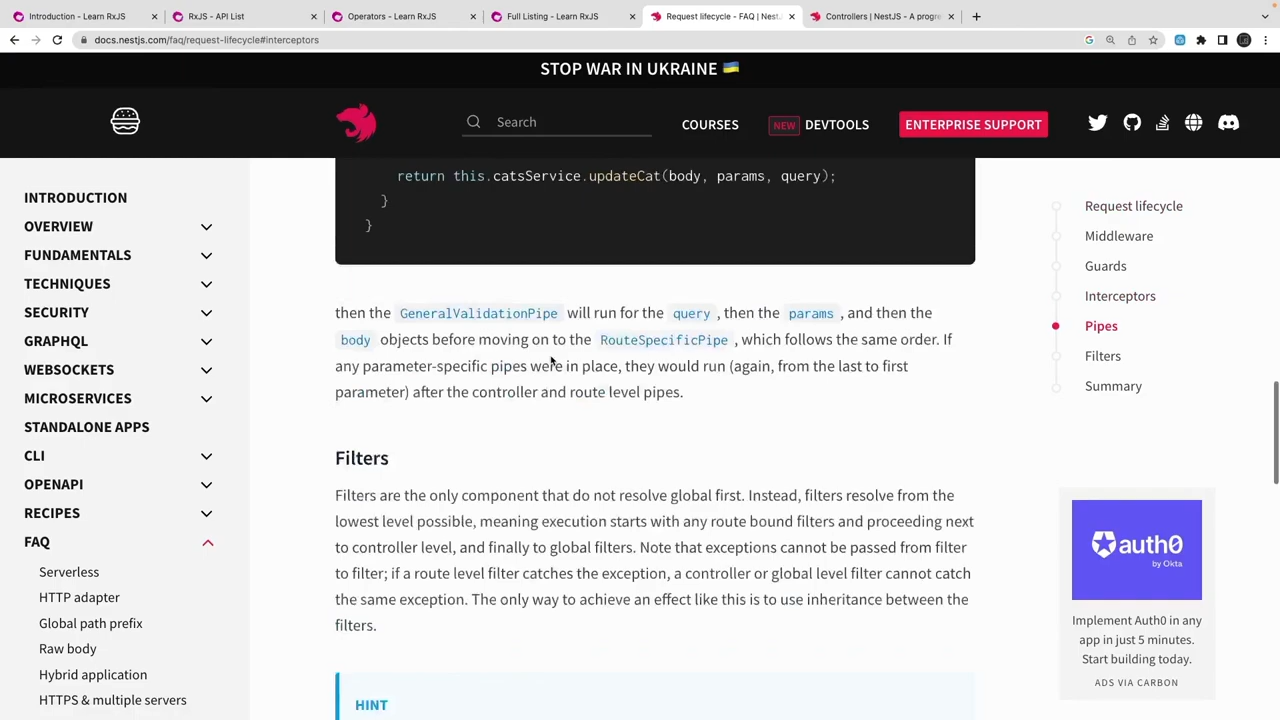 Introduction - Learn RxJS
RxJS - API List
Operators - Learn RxJS
Full Listing - Learn RxJS
Request lifecycle - FAQ | Nest
Controllers | NestJS - A progre
docs.nestjs.com/faq/request-lifecycle#interceptors
STOP WAR IN UKRAINE 🇺🇦
Search
COURSES
NEW
DEVTOOLS
ENTERPRISE SUPPORT
INTRODUCTION
OVERVIEW
FUNDAMENTALS
TECHNIQUES
SECURITY
GRAPHQL
WEBSOCKETS
MICROSERVICES
STANDALONE APPS
CLI
OPENAPI
RECIPES
FAQ
Serverless
HTTP adapter
Global path prefix
Raw body
Hybrid application
HTTPS & multiple servers
return this.catsService.updateCat(body, params, query);
}
}
then the GeneralValidationPipe will run for the query, then the params, and then the
body objects before moving on to the RouteSpecificPipe, which follows the same order. If
any parameter-specific pipes were in place, they would run (again, from the last to first
parameter) after the controller and route level pipes.
Filters
Filters are the only component that do not resolve global first. Instead, filters resolve from the
lowest level possible, meaning execution starts with any route bound filters and proceeding next
to controller level, and finally to global filters. Note that exceptions cannot be passed from filter
to filter; if a route level filter catches the exception, a controller or global level filter cannot catch
the same exception. The only way to achieve an effect like this is to use inheritance between the
filters.
HINT
Request lifecycle
Middleware
Guards
Interceptors
Pipes
Filters
Summary
auth0
by Okta
Implement Auth0 in any
app in just 5 minutes.
Start building today.
ADS VIA CARBON